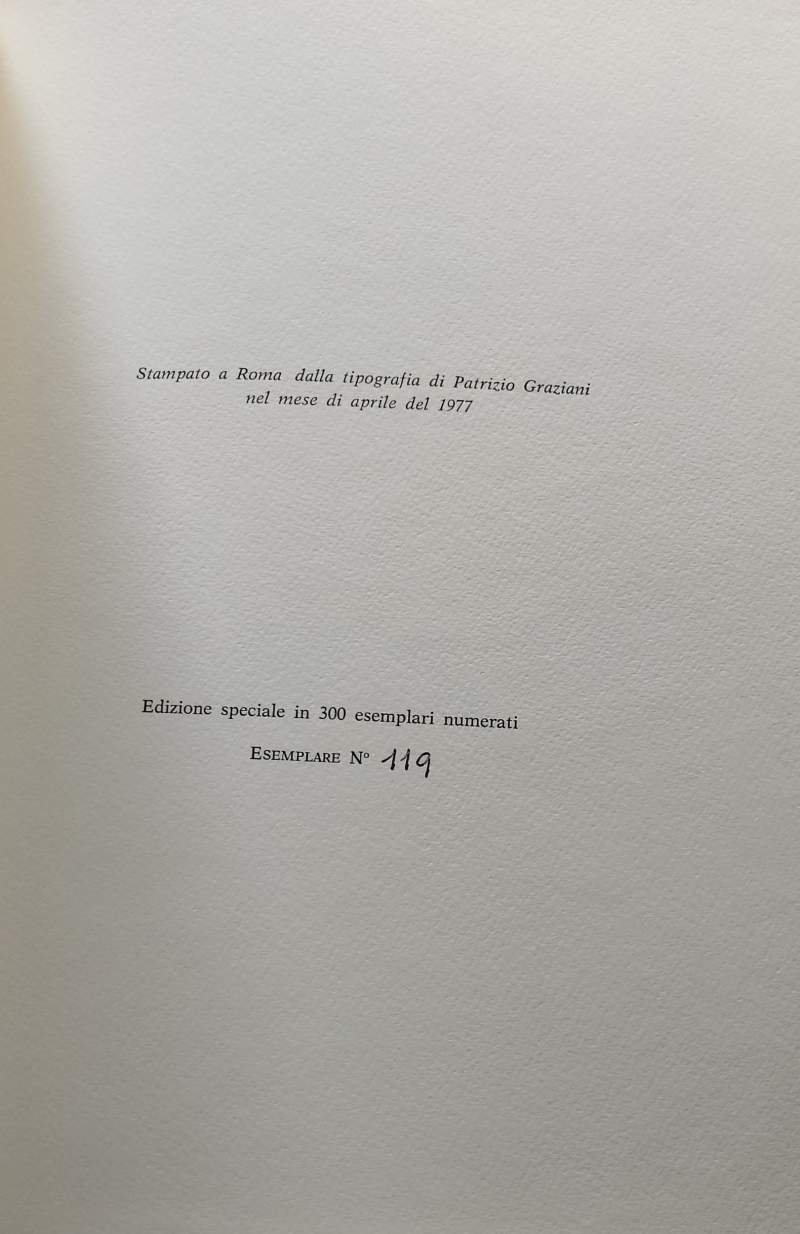 Stampato a Roma dalla tipografia di Patrizio Graziani
nel mese di aprile del 1977
Edizione speciale in 300 esemplari numerati
ESEMPLARE Nº 119